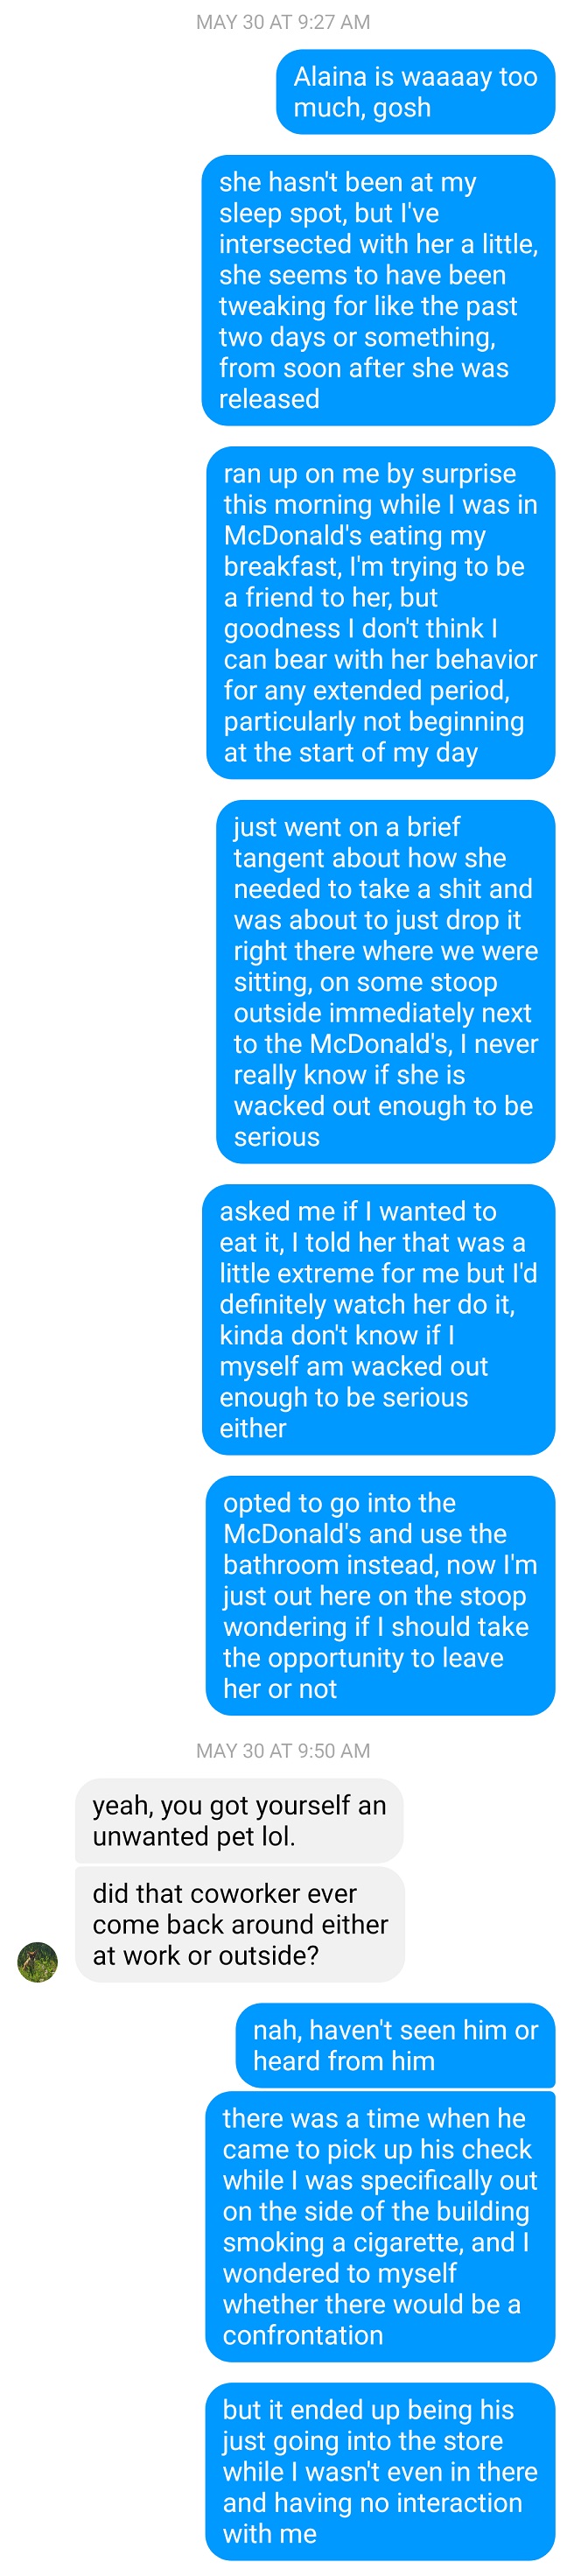 MAY 30 AT 9:27 AM
Alaina is waaaay too
much, gosh
she hasn't been at my
sleep spot, but I've
intersected with her a little,
she seems to have been
tweaking for like the past
two days or something,
from soon after she was
released
ran up on me by surprise
this morning while I was in
McDonald's eating my
breakfast, I'm trying to be
a friend to her, but
goodness I don't think I
can bear with her behavior
for any extended period,
particularly not beginning
at the start of my day
just went on a brief
tangent about how she
needed to take a shit and
was about to just drop it
right there where we were
sitting, on some stoop
outside immediately next
to the McDonald's, I never
really know if she is
wacked out enough to be
serious
asked me if I wanted to
eat it, I told her that was a
little extreme for me but I'd
definitely watch her do it,
kinda don't know if I
myself am wacked out
enough to be serious
either
opted to go into the
McDonald's and use the
bathroom instead, now I'm
just out here on the stoop
wondering if I should take
the opportunity to leave
her or not
MAY 30 AT 9:50 AM
yeah, you got yourself an
unwanted pet lol.
did that coworker ever
come back around either
at work or outside?
nah, haven't seen him or
heard from him
there was a time when he
came to pick up his check
while I was specifically out
on the side of the building
smoking a cigarette, and I
wondered to myself
whether there would be a
confrontation
but it ended up being his
just going into the store
while I wasn't even in there
and having no interaction
with me